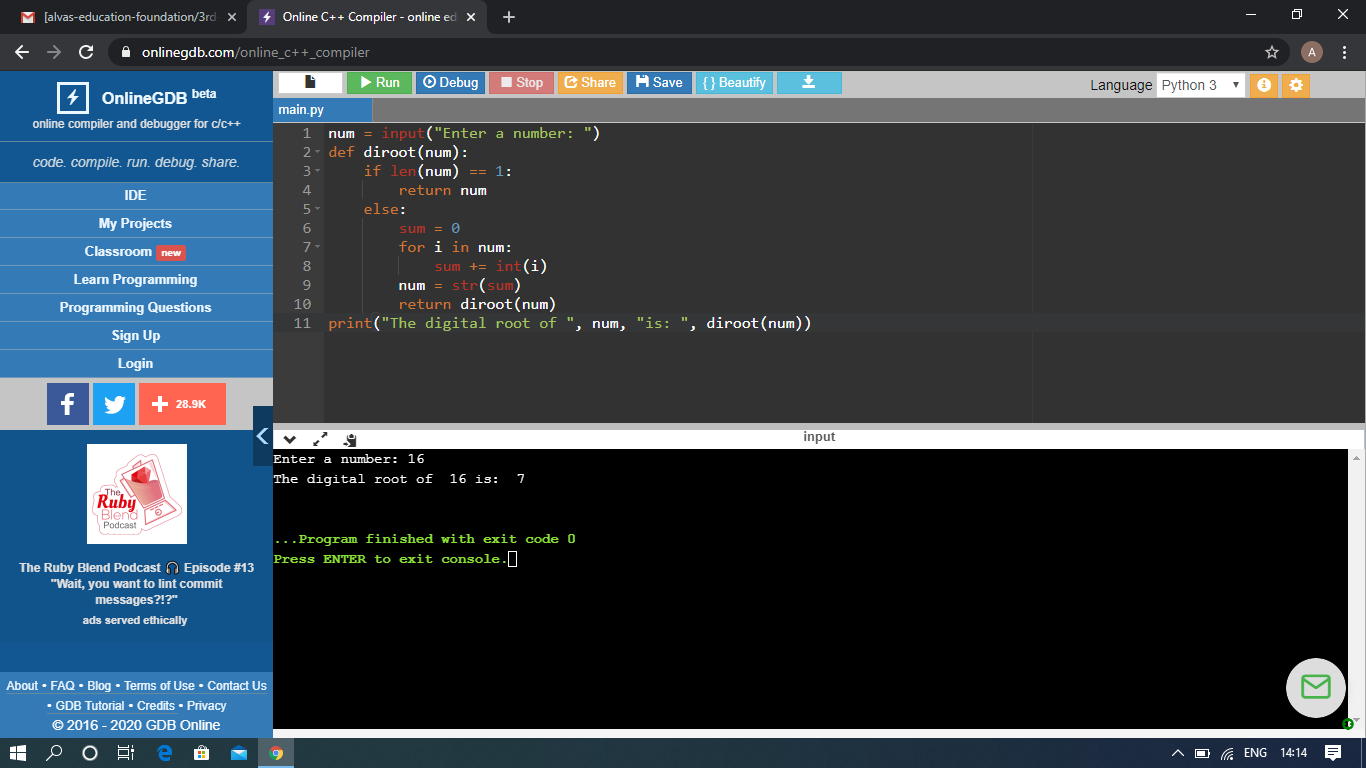 [alvas-education-foundation/3rd
Online C++ Compiler - online ed
onlinegdb.com/online_c++_compiler
A
OnlineGDB beta
online compiler and debugger for c/c++
code. compile. run. debug. share.
IDE
My Projects
Classroom new
Learn Programming
Programming Questions
Sign Up
Login
28.9K
The
Ruby
Blend
Podcast
The Ruby Blend Podcast 🎧 Episode #13
"Wait, you want to lint commit
messages?!?"
ads served ethically
About • FAQ • Blog • Terms of Use • Contact Us
• GDB Tutorial • Credits • Privacy
© 2016 - 2020 GDB Online
Run Debug Stop Share Save { } Beautify
Language Python 3
main.py
1 num = input("Enter a number: ")
2 def diroot(num):
3     if len(num) == 1:
4         return num
5     else:
6         sum = 0
7         for i in num:
8             sum += int(i)
9         num = str(sum)
10         return diroot(num)
11 print("The digital root of ", num, "is: ", diroot(num))
input
Enter a number: 16
The digital root of  16 is:  7
...Program finished with exit code 0
Press ENTER to exit console.
ENG 14:14